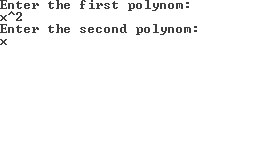 Enter the first polynom:
x^2
Enter the second polynom:
x